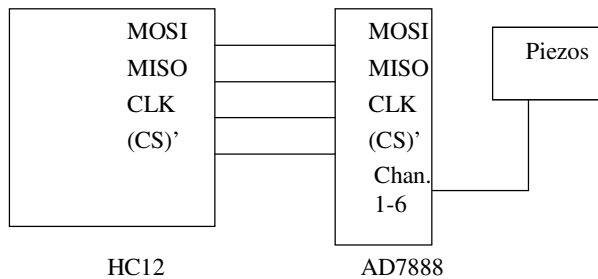 MOSI
MISO
CLK
(CS)’
MOSI
MISO
CLK
(CS)’
Chan.
1-6
Piezos
HC12
AD7888